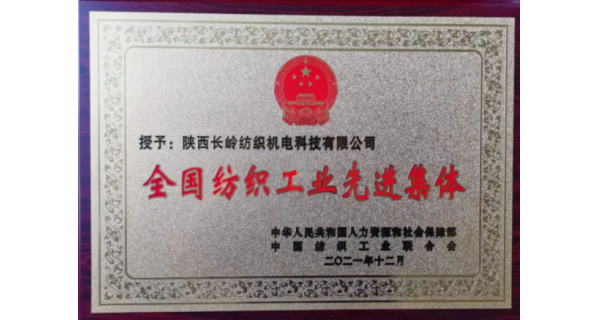 授予：陕西长岭纺织机电科技有限公司
全国纺织工业先进集体
中华人民共和国人力资源和社会保障部
中国纺织工业联合会
二〇二一年十二月